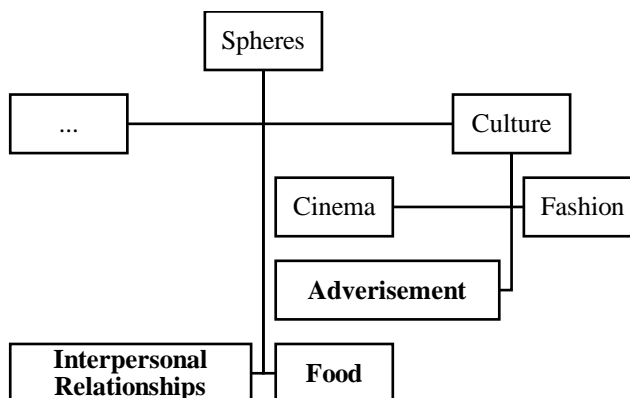 Spheres
...
Culture
Cinema
Fashion
Adverisement
Interpersonal
Relationships
Food